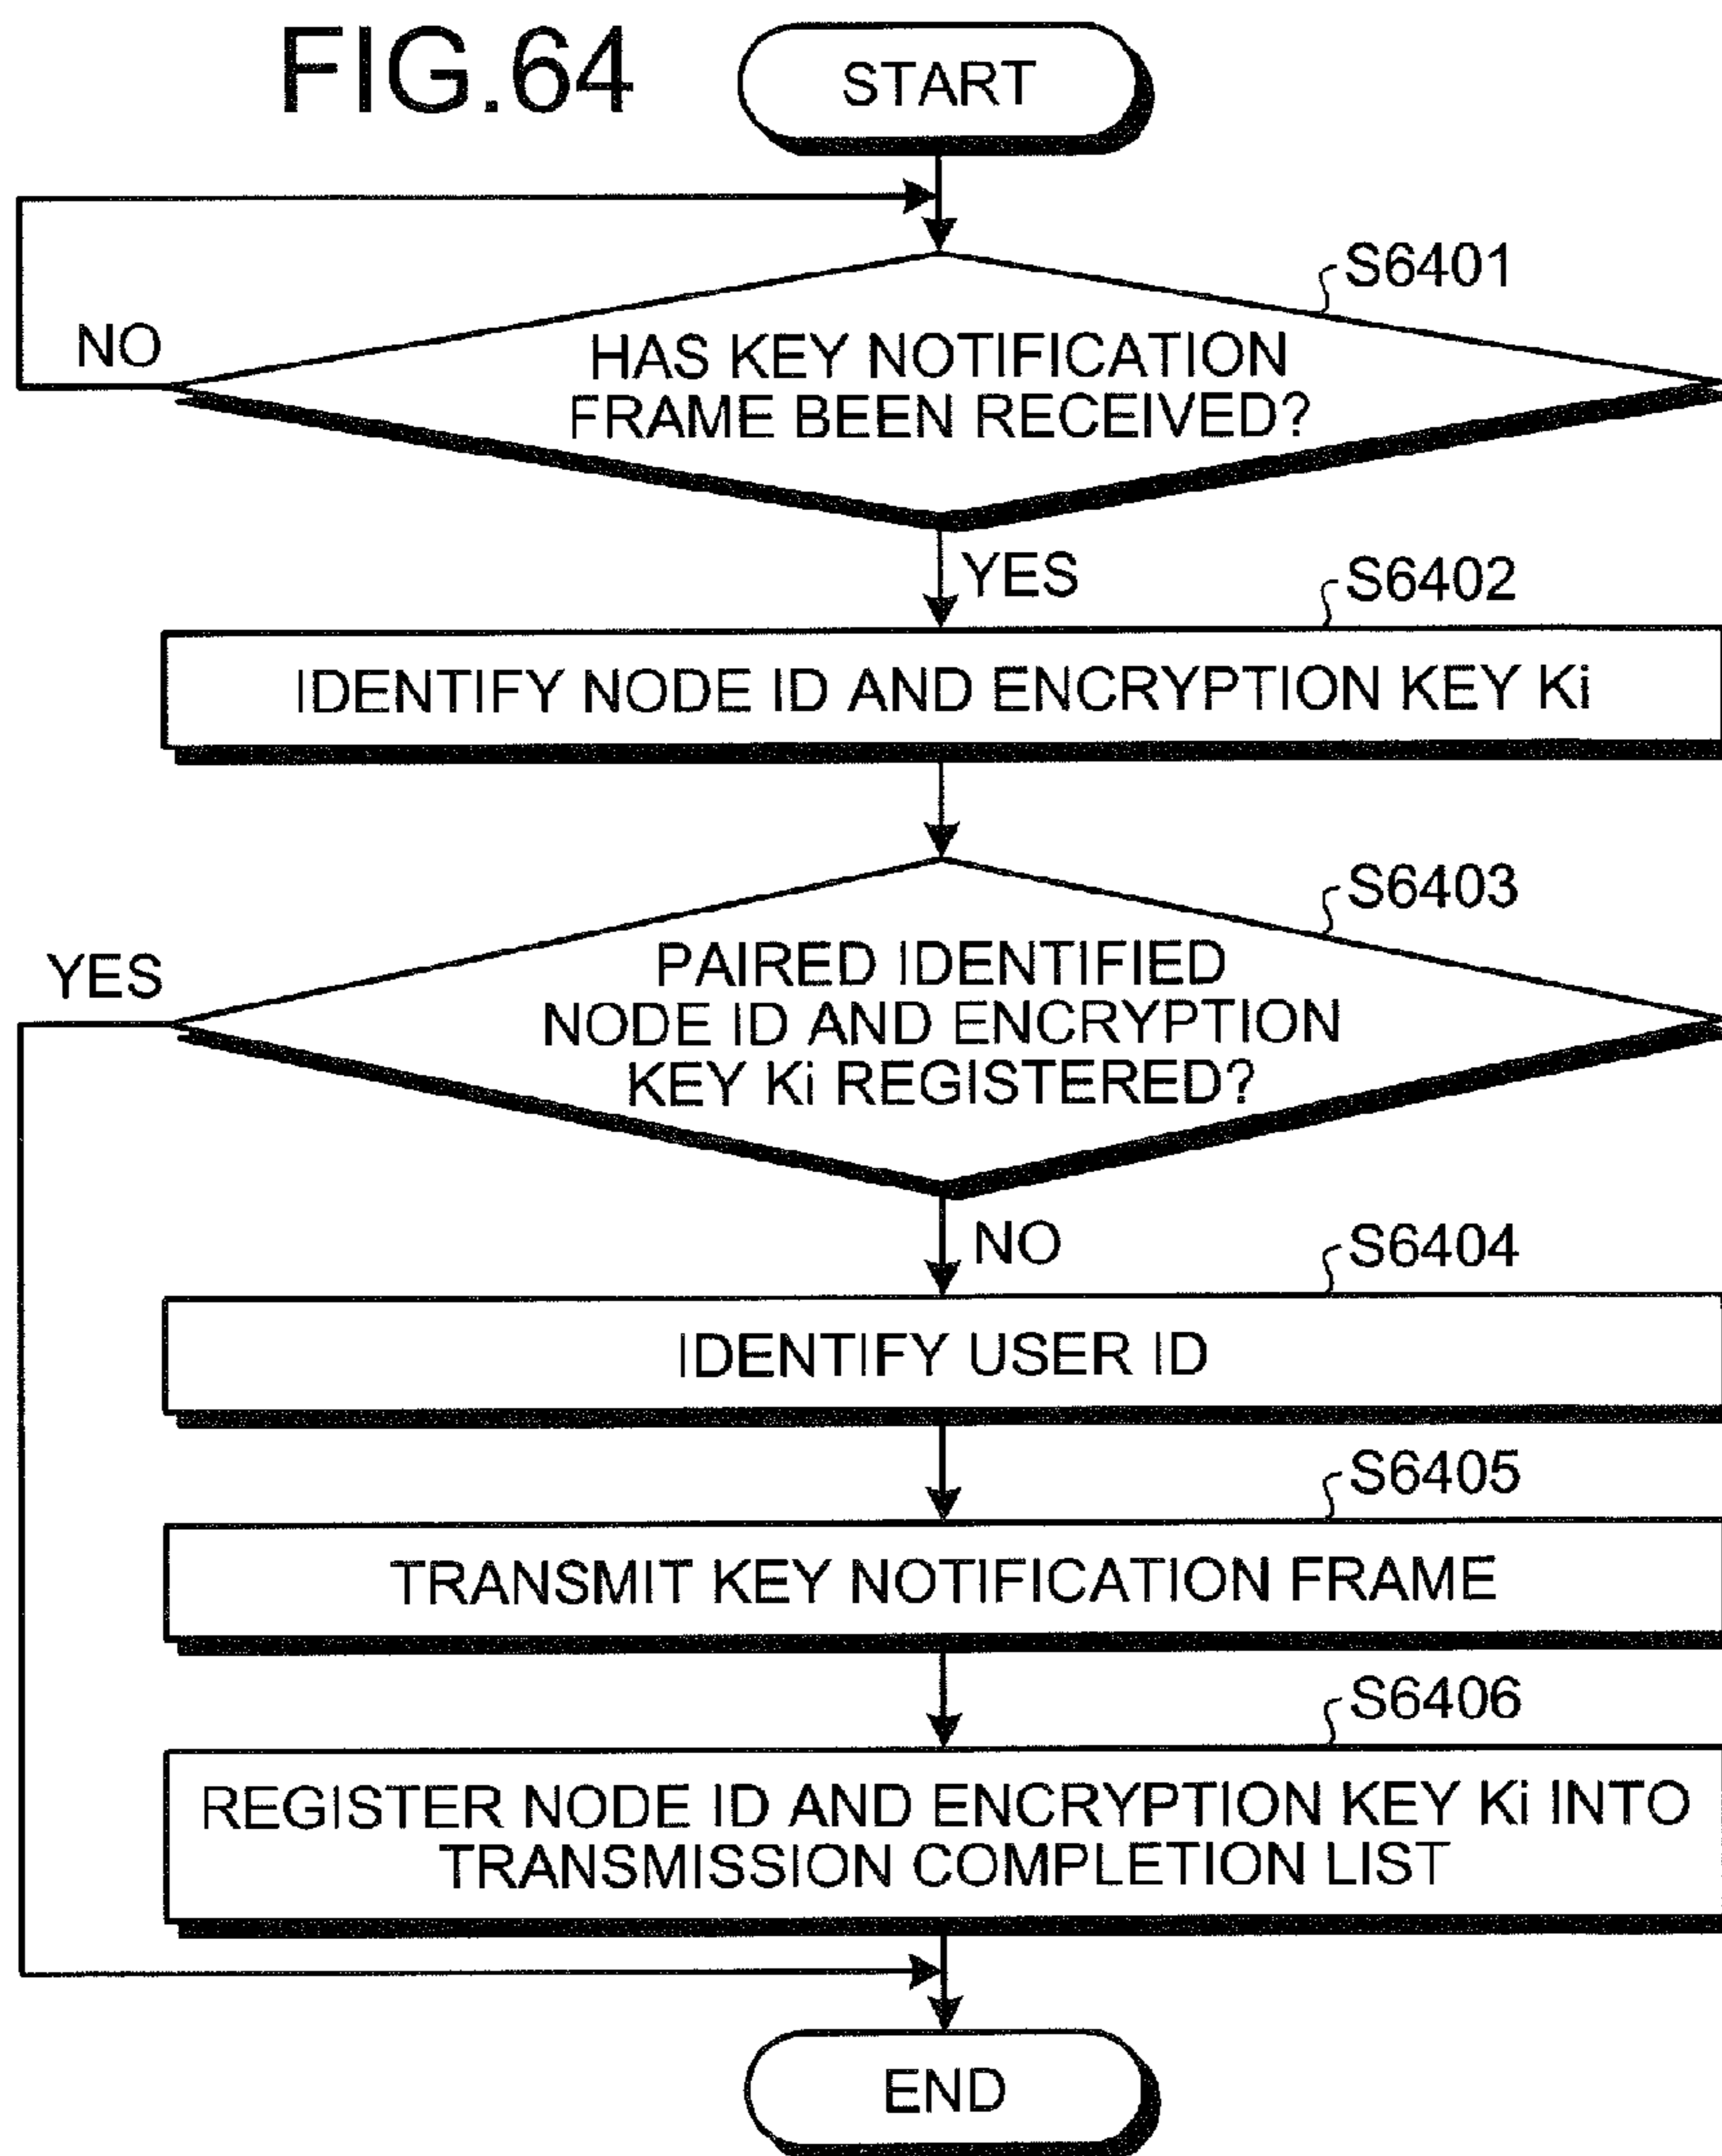 FIG.64
START
S6401
NO
HAS KEY NOTIFICATION
FRAME BEEN RECEIVED?
YES
S6402
IDENTIFY NODE ID AND ENCRYPTION KEY Ki
S6403
YES
PAIRED IDENTIFIED
NODE ID AND ENCRYPTION
KEY Ki REGISTERED?
NO
S6404
IDENTIFY USER ID
S6405
TRANSMIT KEY NOTIFICATION FRAME
S6406
REGISTER NODE ID AND ENCRYPTION KEY Ki INTO
TRANSMISSION COMPLETION LIST
END